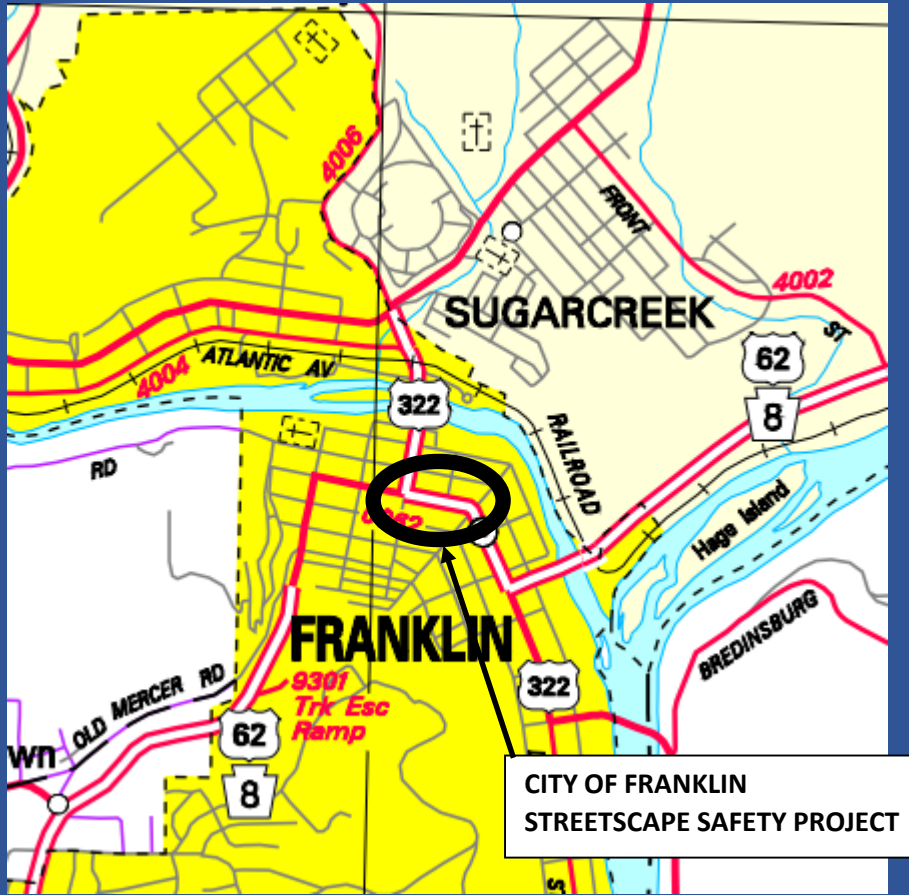 4006
FRONT
SUGARCREEK
4002
ST
62
8
ATLANTIC AV
4004
322
RAILROAD
RD
Hage Island
FRANKLIN
BREDINSBURG
OLD MERCER RD
9301
Trk Esc
Ramp
322
wn
62
8
CITY OF FRANKLIN
STREETSCAPE SAFETY PROJECT